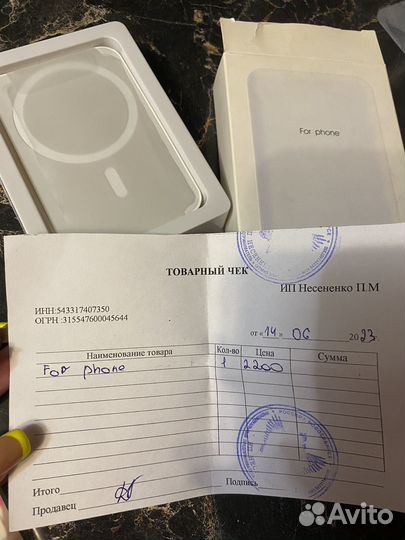 For phone
ТОВАРНЫЙ ЧЕК
ИП Несененко П.М
ИНН:543317407350
ОГРН :315547600045644
от «14» 06 2023
Наименование товара Кол-во Цена Сумма
For phone 1 2200
Итого
Подпись
Продавец
Avito